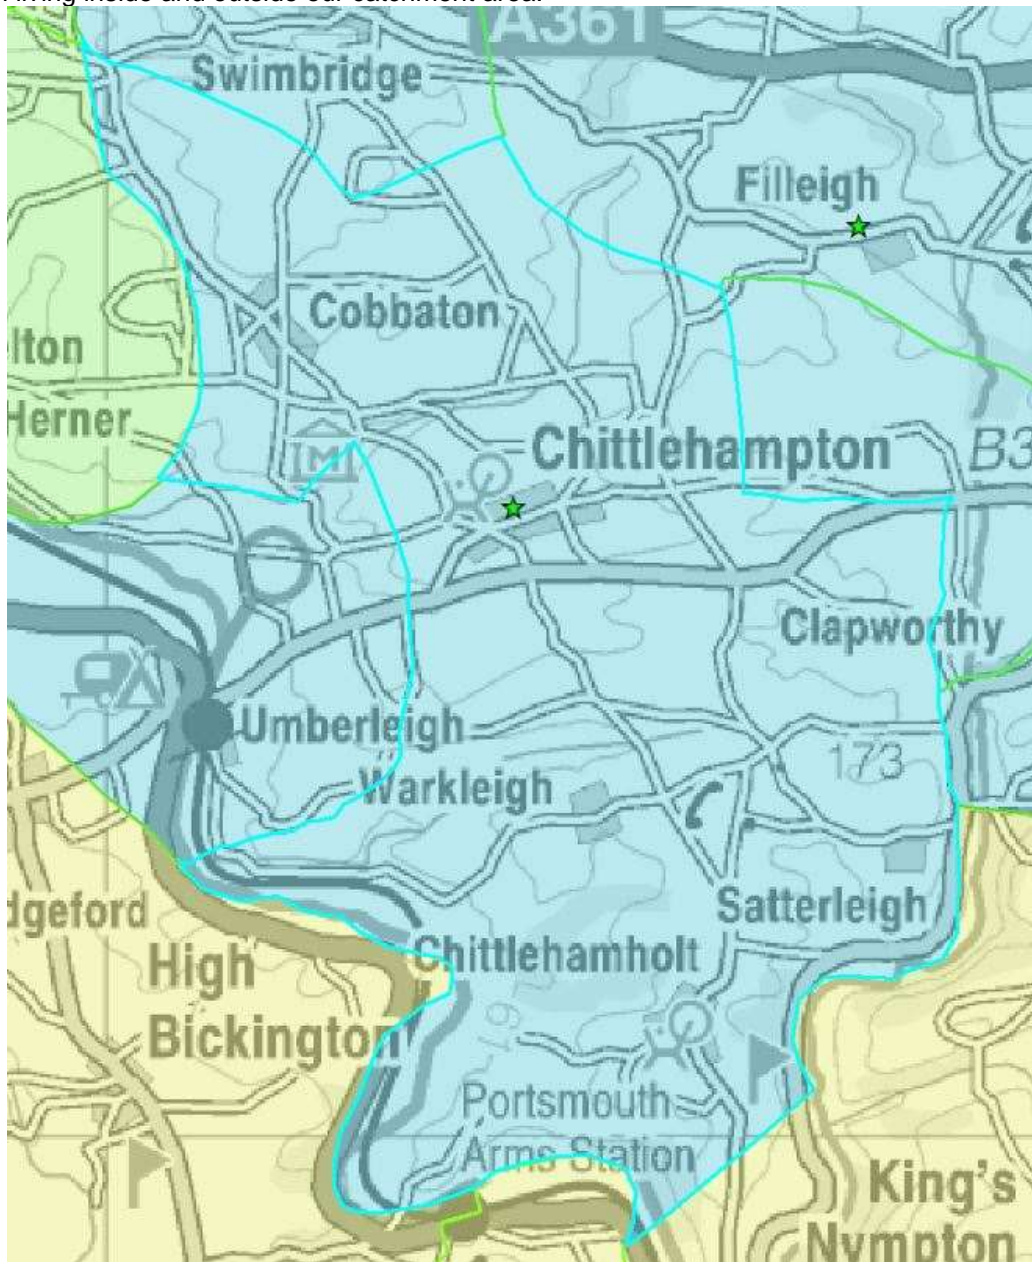 living inside and outside our catchment area.
A361
Swimbridge
Filleigh
Cobbaton
lton
Herner
Chittlehampton
B3
M
Clapworthy
Umberleigh
173
Warkleigh
Satterleigh
dgeford
Chittlehamholt
High
Bickington
61
Portsmouth
Arms Station
King's
Nympton